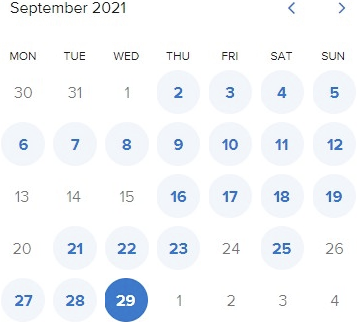 September 2021
MON TUE WED THU FRI SAT SUN
30 31 1 2 3 4 5
6 7 8 9 10 11 12
13 14 15 16 17 18 19
20 21 22 23 24 25 26
27 28 29 1 2 3 4